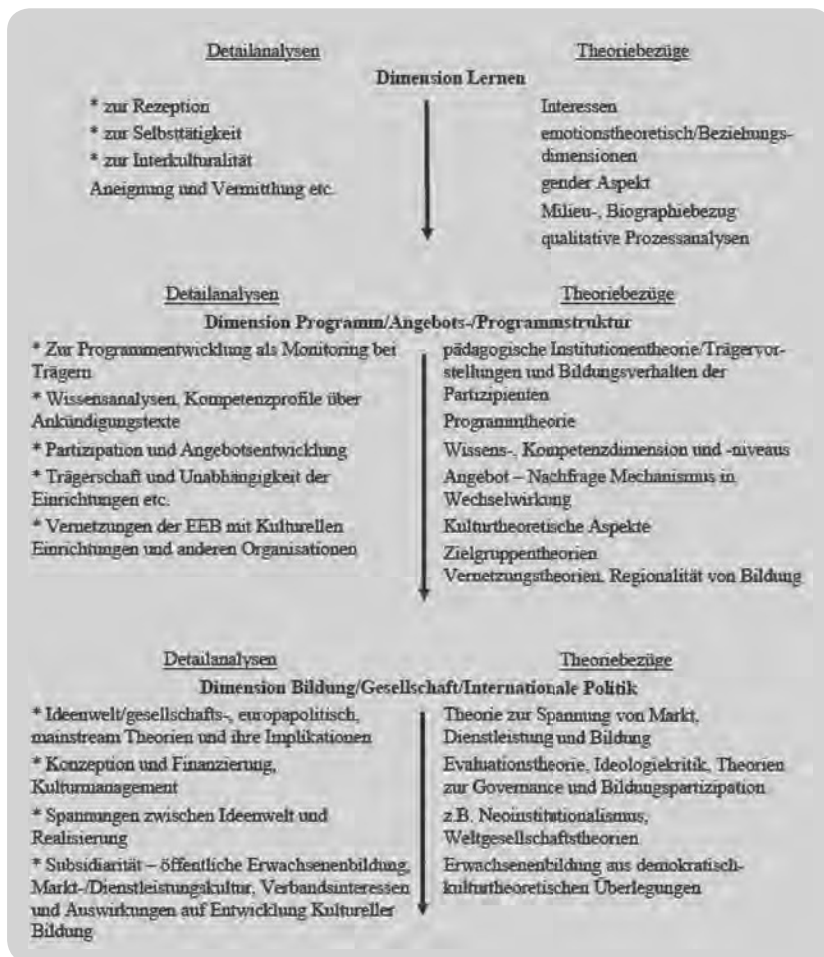 Detailanalysen
Theoriebezüge
Dimension Lernen
* zur Rezeption
* zur Selbsttätigkeit
* zur Interkulturalität
Aneignung und Vermittlung etc.
Interessen
emotionstheoretisch/Beziehungs-
dimensionen
gender Aspekt
Milieu-, Biographiebezug
qualitative Prozessanalysen
Detailanalysen
Theoriebezüge
Dimension Programm/Angebots-/Programmstruktur
* Zur Programmentwicklung als Monitoring bei
Trägern
* Wissensanalysen, Kompetenzprofile über
Ankündigungstexte
* Partizipation und Angebotsentwicklung
* Trägerschaft und Unabhängigkeit der
Einrichtungen etc.
* Vernetzungen der EEB mit Kulturellen
Einrichtungen und anderen Organisationen
pädagogische Institutionentheorie/Trägervor-
stellungen und Bildungsverhalten der
Partizipienten
Programmtheorie
Wissens-, Kompetenzdimension und -niveaus
Angebot – Nachfrage Mechanismus in
Wechselwirkung
Kulturtheoretische Aspekte
Zielgruppentheorien
Vernetzungstheorien, Regionalität von Bildung
Detailanalysen
Theoriebezüge
Dimension Bildung/Gesellschaft/Internationale Politik
* Ideenwelt/gesellschafts-, europapolitisch,
mainstream Theorien und ihre Implikationen
* Konzeption und Finanzierung,
Kulturmanagement
* Spannungen zwischen Ideenwelt und
Realisierung
* Subsidiarität – öffentliche Erwachsenenbildung,
Markt-/Dienstleistungskultur, Verbandsinteressen
und Auswirkungen auf Entwicklung Kultureller
Bildung
Theorie zur Spannung von Markt,
Dienstleistung und Bildung
Evaluationstheorie, Ideologiekritik, Theorien
zur Governance und Bildungspartizipation
z.B. Neoinstitutionalismus,
Weltgesellschaftstheorien
Erwachsenenbildung aus demokratisch-
kulturtheoretischen Überlegungen